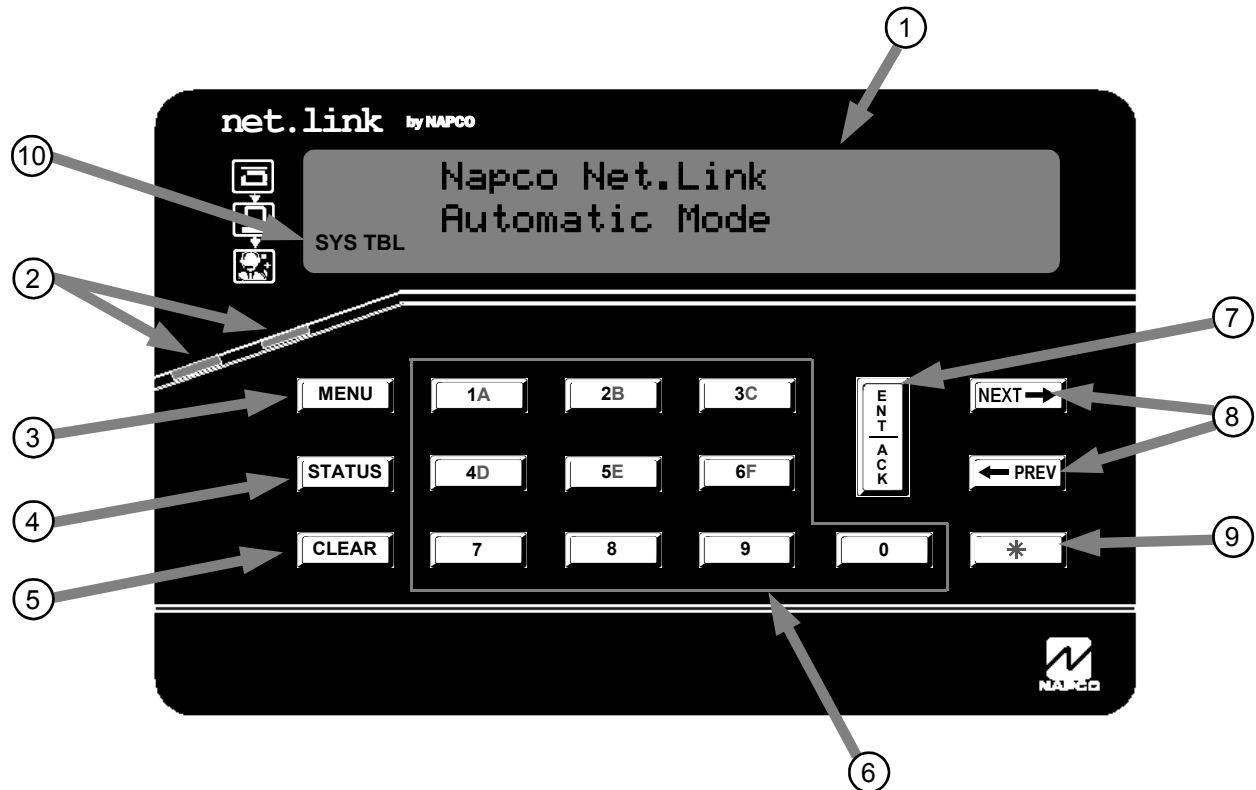 1
net.link by NAPCO
10
Napco Net.Link
Automatic Mode
SYS TBL
2
7
MENU 1A 2B 3C ENT ACK NEXT
3
8
STATUS 4D 5E 6F PREV
4
CLEAR 7 8 9 0 *
9
5
NAPCO
6